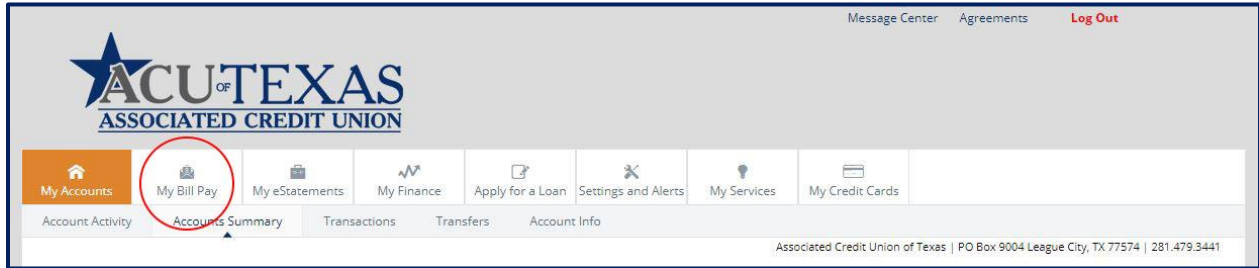 Message Center Agreements Log Out
ACU OF TEXAS
ASSOCIATED CREDIT UNION
My Accounts My Bill Pay My eStatements My Finance Apply for a Loan Settings and Alerts My Services My Credit Cards
Account Activity Accounts Summary Transactions Transfers Account Info
Associated Credit Union of Texas | PO Box 9004 League City, TX 77574 | 281.479.3441